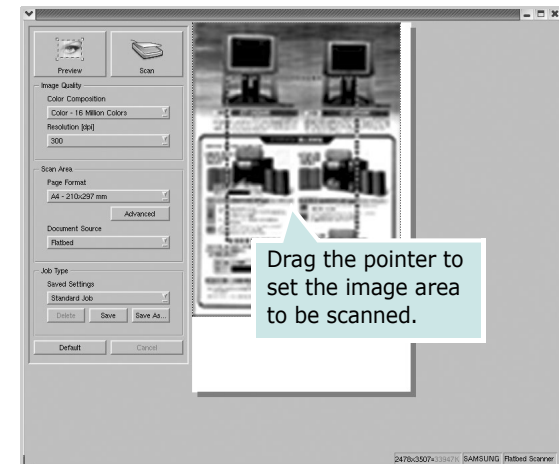 Preview
Scan
Image Quality
Color Composition
Color - 16 Million Colors
Resolution [dpi]
300
Scan Area
Page Format
A4 - 210x297 mm
Advanced
Document Source
Flatbed
Job Type
Saved Settings
Standard Job
Delete Save Save As...
Default Cancel
Drag the pointer to
set the image area
to be scanned.
2478x3507=33947K SAMSUNG Flatbed Scanner